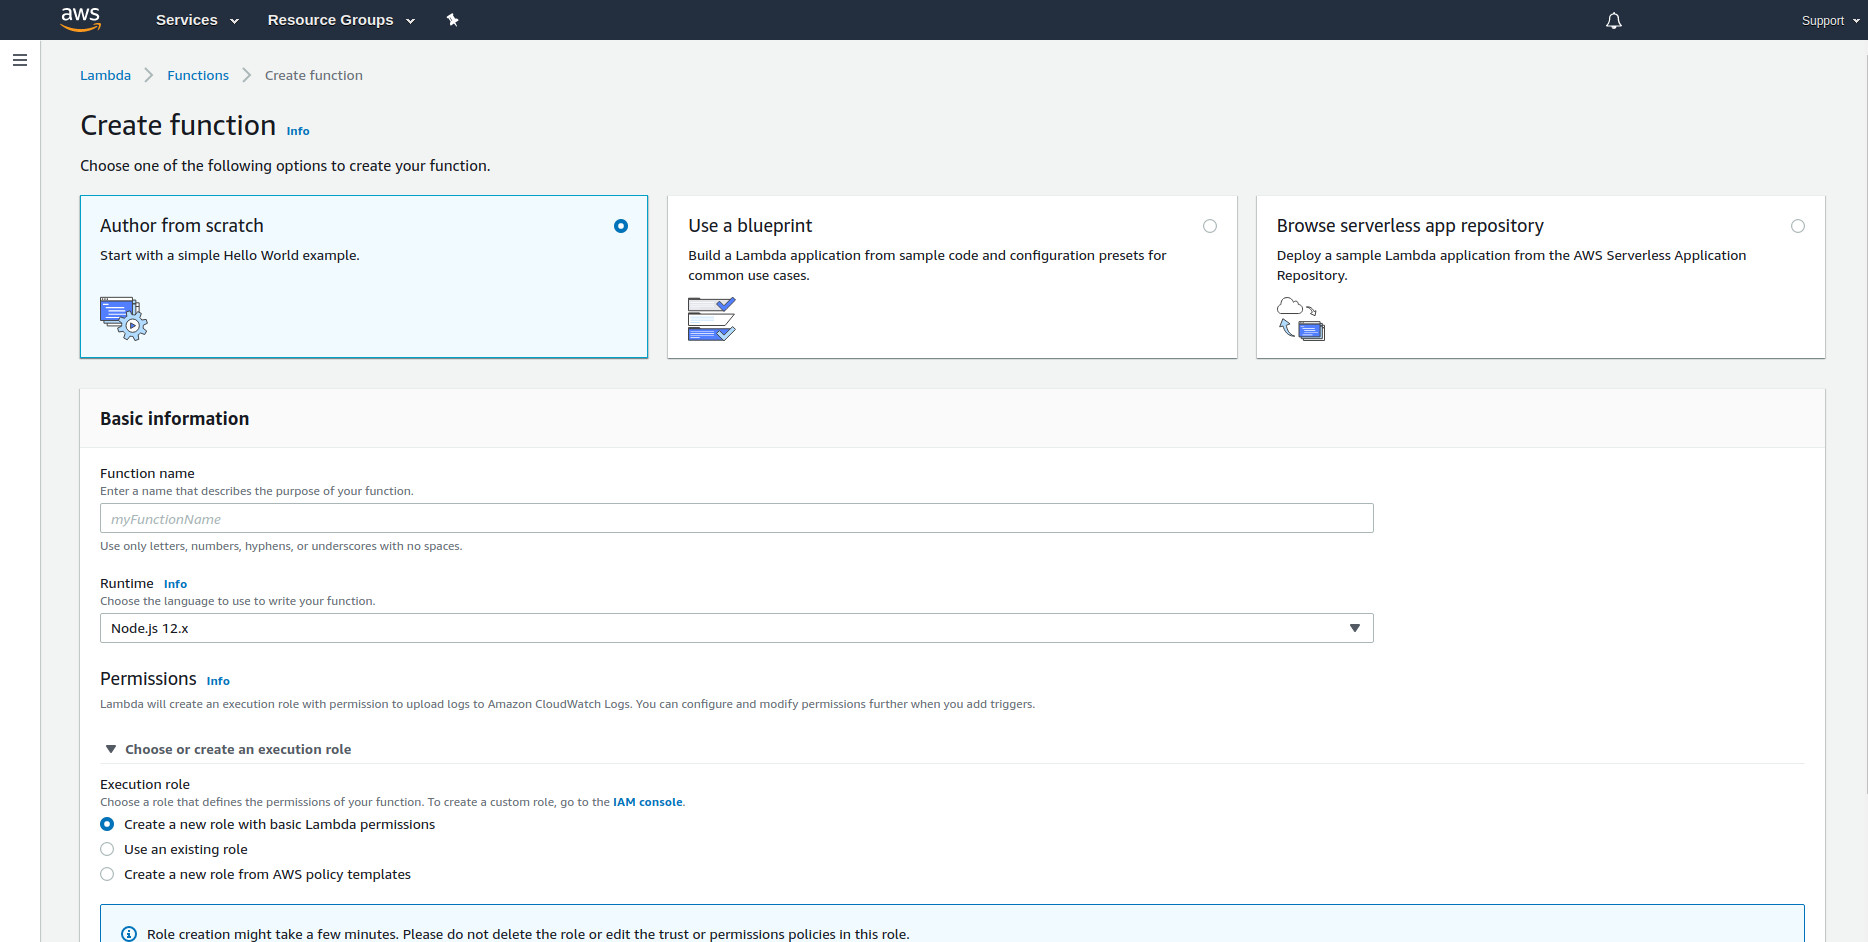 aws
Services
Resource Groups
Support
Lambda
Functions
Create function
Create function Info
Choose one of the following options to create your function.
Author from scratch
Start with a simple Hello World example.
Use a blueprint
Build a Lambda application from sample code and configuration presets for
common use cases.
Browse serverless app repository
Deploy a sample Lambda application from the AWS Serverless Application
Repository.
Basic information
Function name
Enter a name that describes the purpose of your function.
myFunctionName
Use only letters, numbers, hyphens, or underscores with no spaces.
Runtime Info
Choose the language to use to write your function.
Node.js 12.x
Permissions Info
Lambda will create an execution role with permission to upload logs to Amazon CloudWatch Logs. You can configure and modify permissions further when you add triggers.
Choose or create an execution role
Execution role
Choose a role that defines the permissions of your function. To create a custom role, go to the IAM console.
Create a new role with basic Lambda permissions
Use an existing role
Create a new role from AWS policy templates
Role creation might take a few minutes. Please do not delete the role or edit the trust or permissions policies in this role.